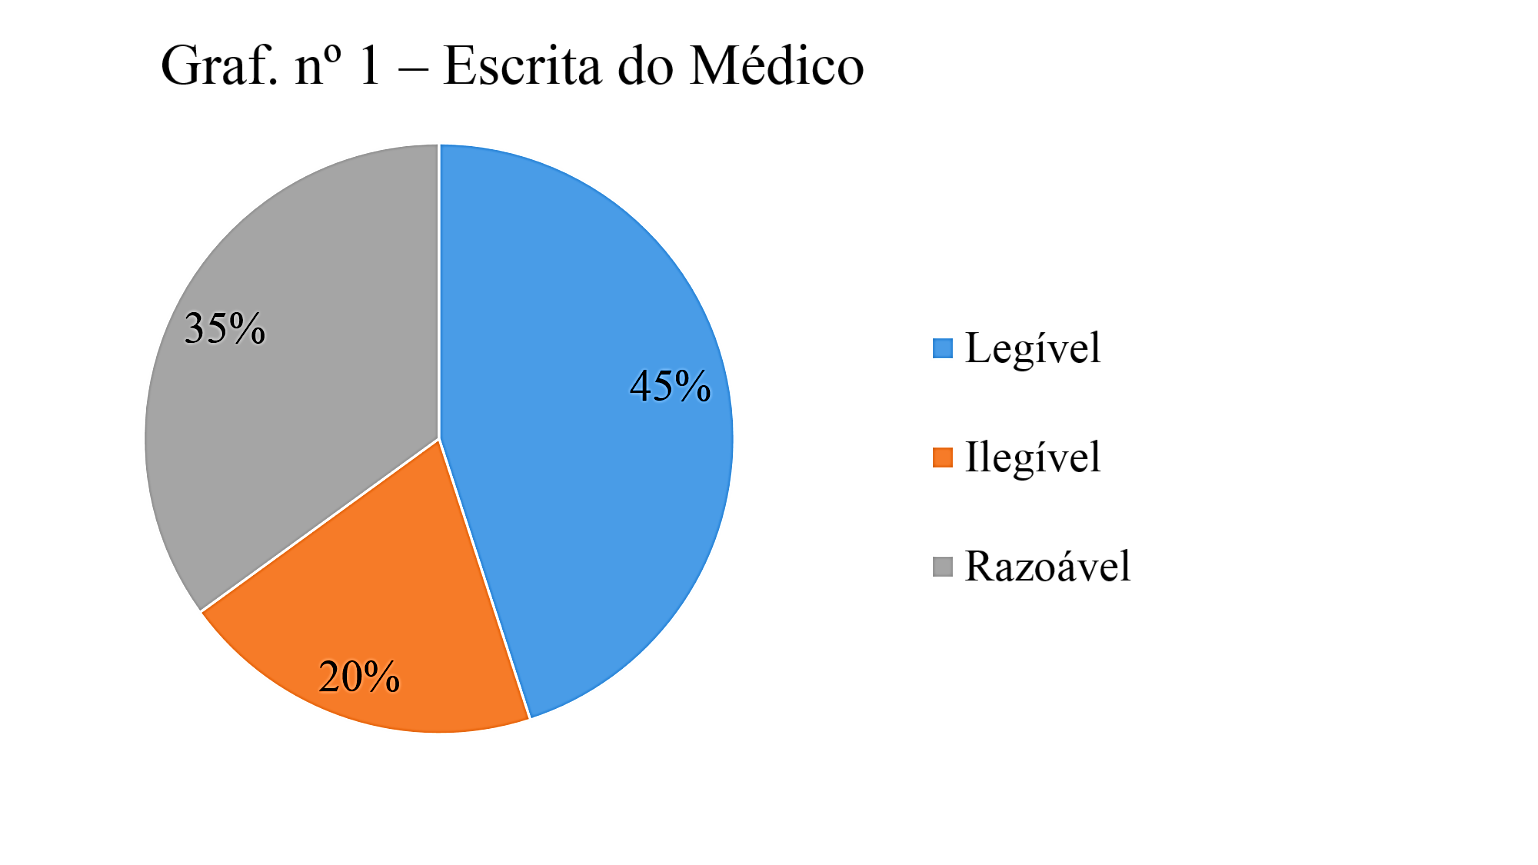 Graf. nº 1 – Escrita do Médico
35%
45%
20%
Legível
Ilegível
Razoável